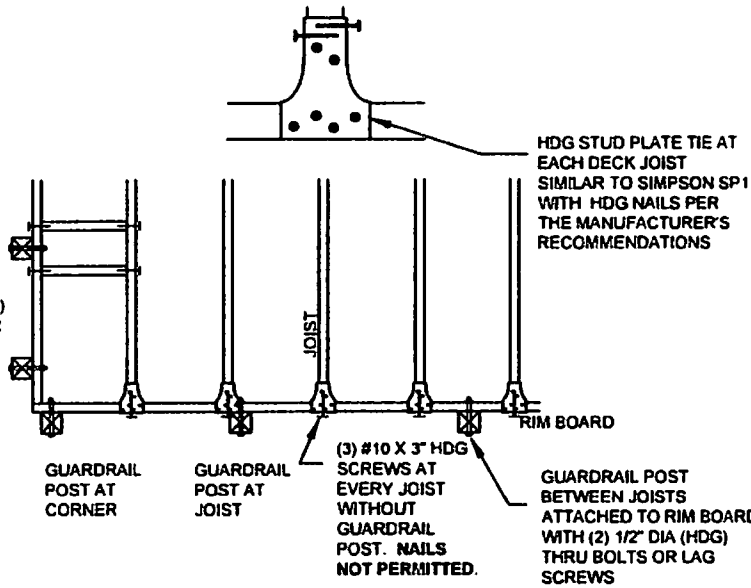 HDG STUD PLATE TIE AT
EACH DECK JOIST
SIMILAR TO SIMPSON SP1
WITH HDG NAILS PER
THE MANUFACTURER'S
RECOMMENDATIONS
JOIST
RIM BOARD
GUARDRAIL
POST AT
CORNER
GUARDRAIL
POST AT
JOIST
(3) #10 X 3" HDG
SCREWS AT
EVERY JOIST
WITHOUT
GUARDRAIL
POST. NAILS
NOT PERMITTED.
GUARDRAIL POST
BETWEEN JOISTS
ATTACHED TO RIM BOARD
WITH (2) 1/2" DIA (HDG)
THRU BOLTS OR LAG
SCREWS